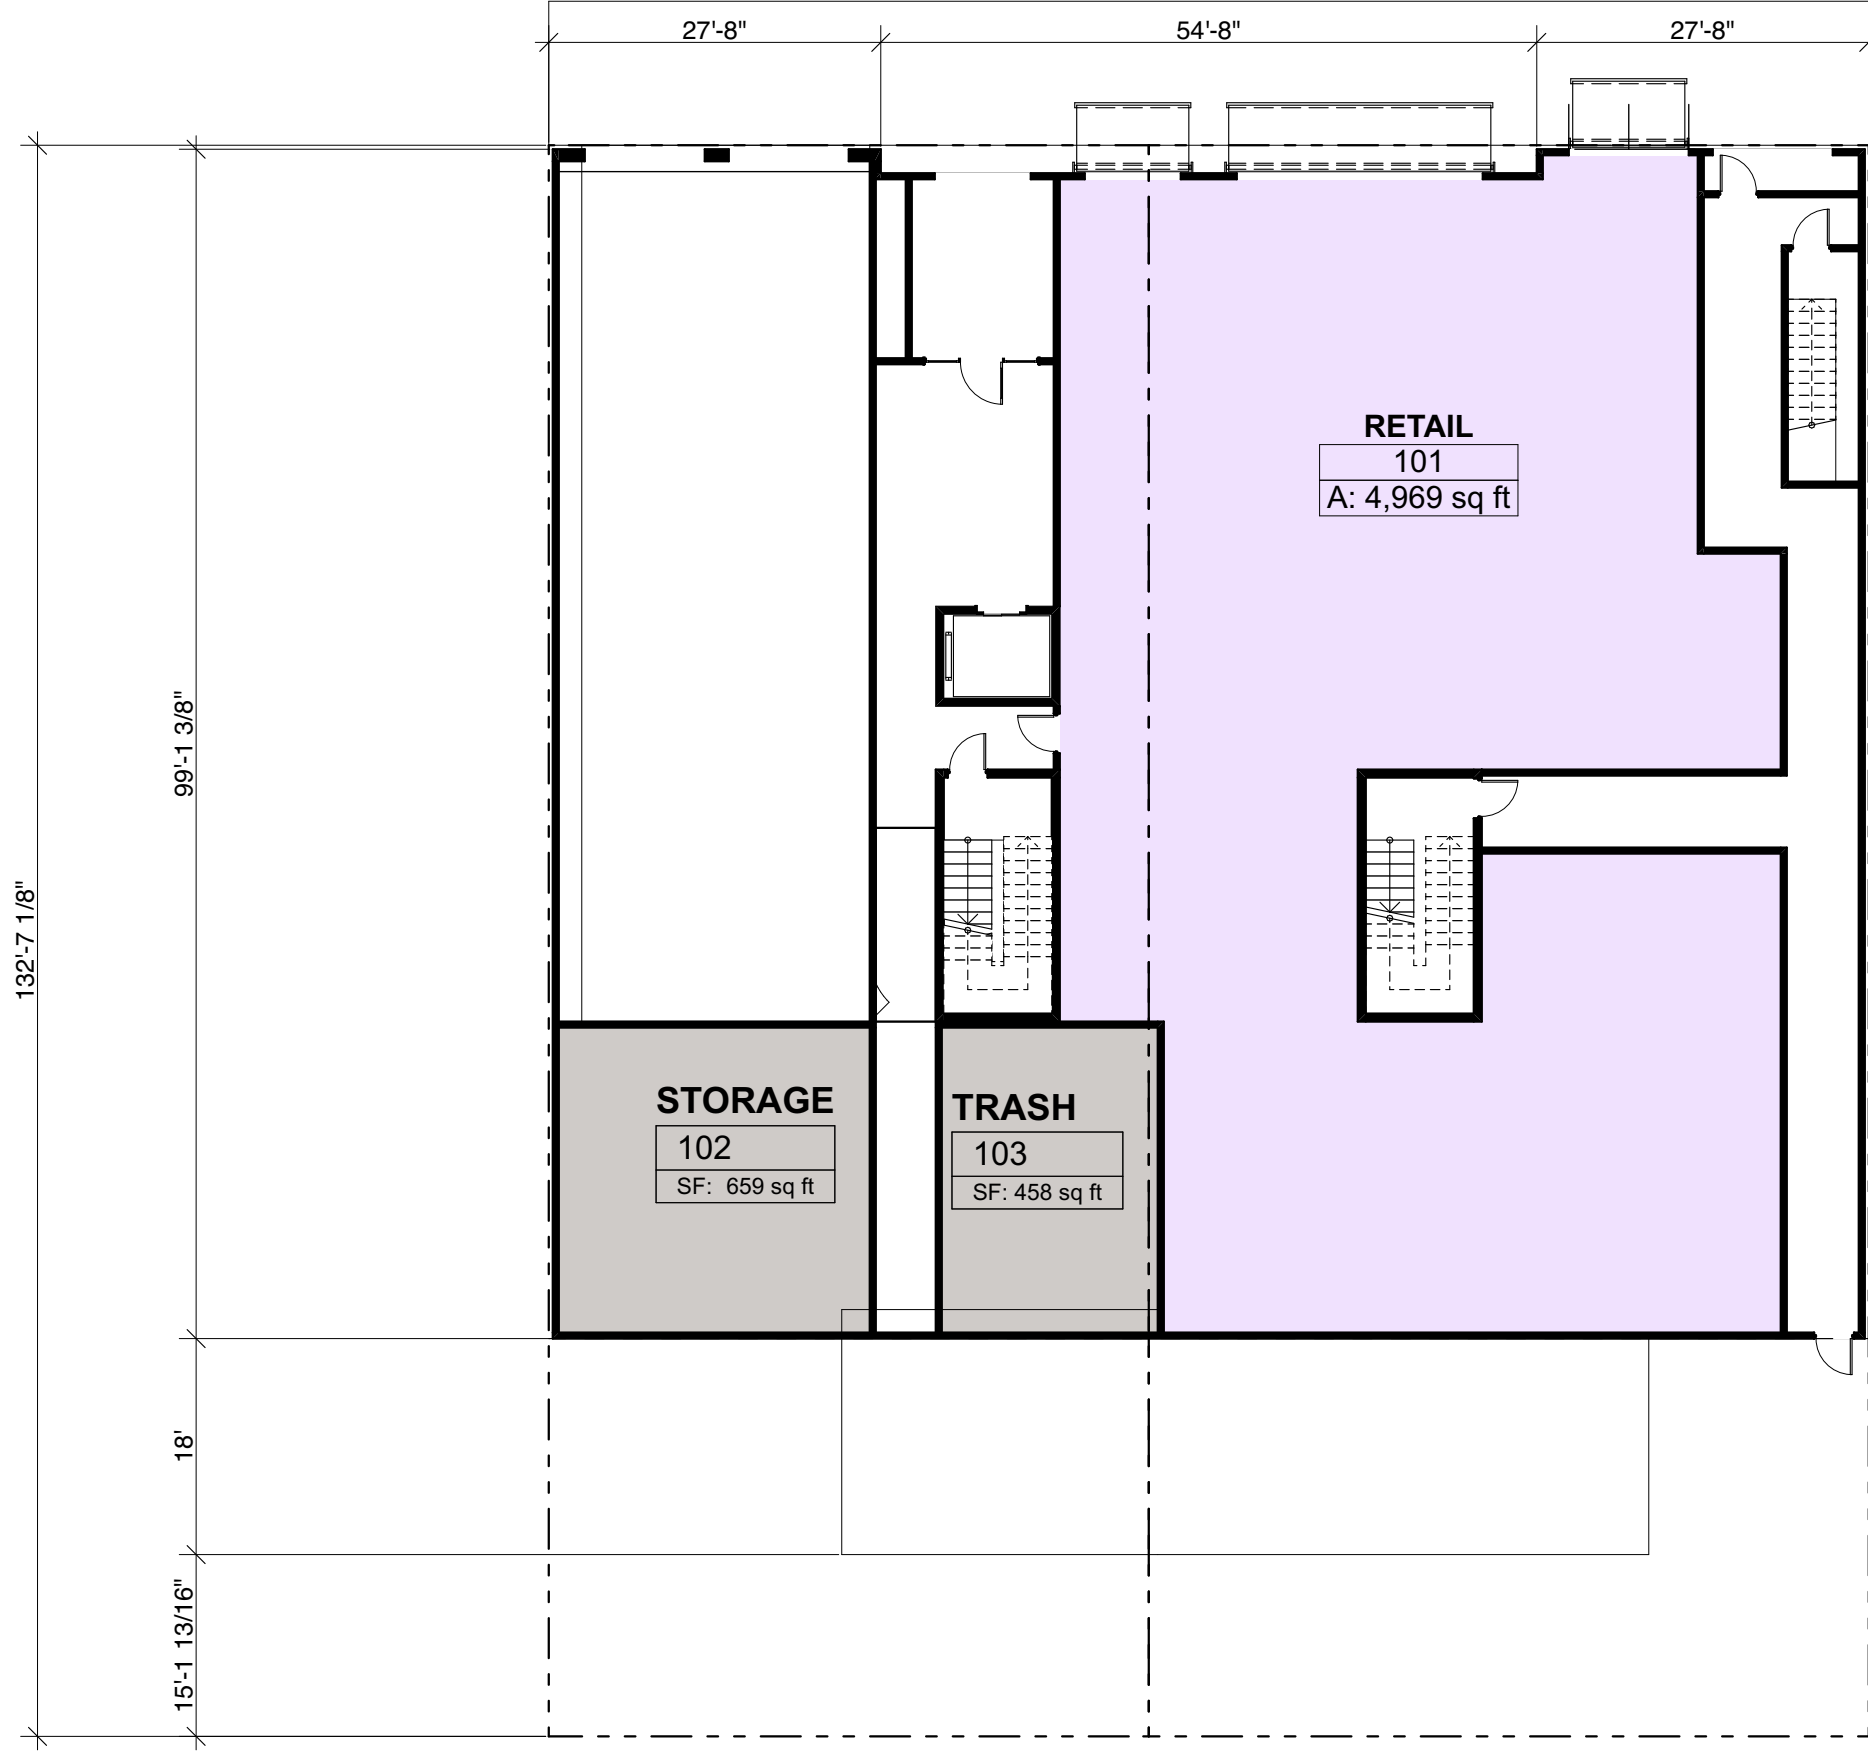 27'-8"
54'-8"
27'-8"
RETAIL
101
A: 4,969 sq ft
99'-1 3/8"
132'-7 1/8"
STORAGE
102
SF: 659 sq ft
TRASH
103
SF: 458 sq ft
18'
15'-1 13/16"